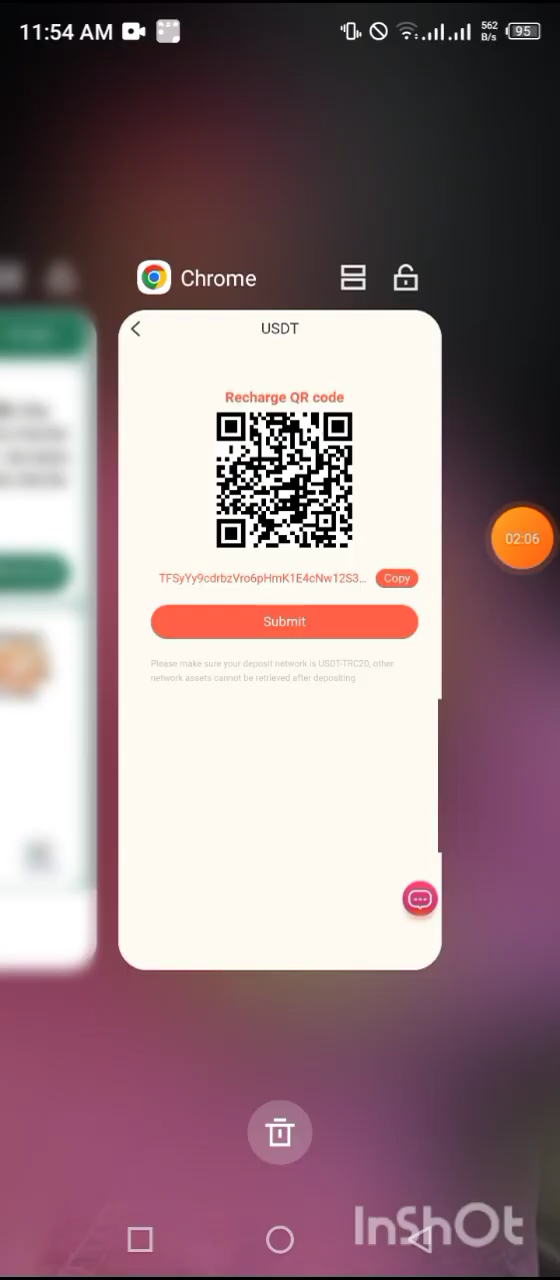 11:54 AM
562
B/s
95
Chrome
USDT
Recharge QR code
TFSyYy9cdrbzVro6pHmK1E4cNw12S3...
Copy
Submit
Please make sure your deposit network is USDT-TRC20, other
network assets cannot be retrieved after depositing
02:06
InShOt